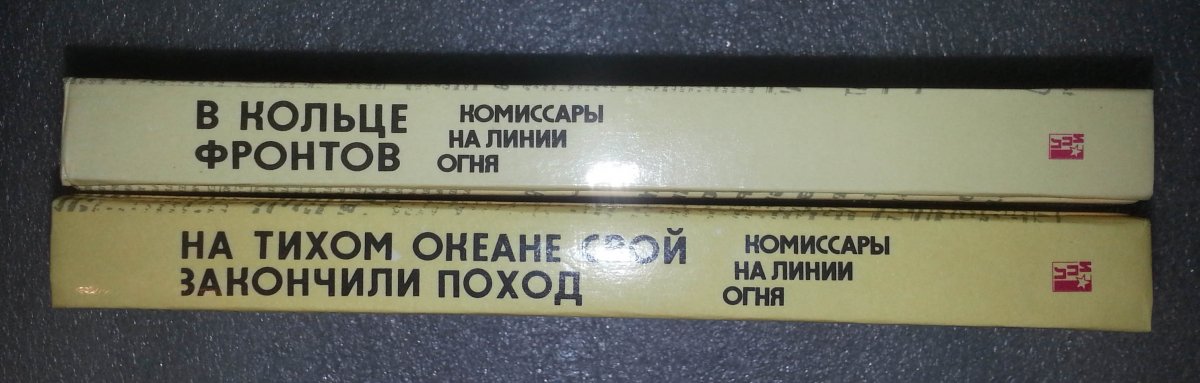 В КОЛЬЦЕ
ФРОНТОВ
КОМИССАРЫ
НА ЛИНИИ
ОГНЯ
НА ТИХОМ ОКЕАНЕ СВОЙ
ЗАКОНЧИЛИ ПОХОД
КОМИССАРЫ
НА ЛИНИИ
ОГНЯ